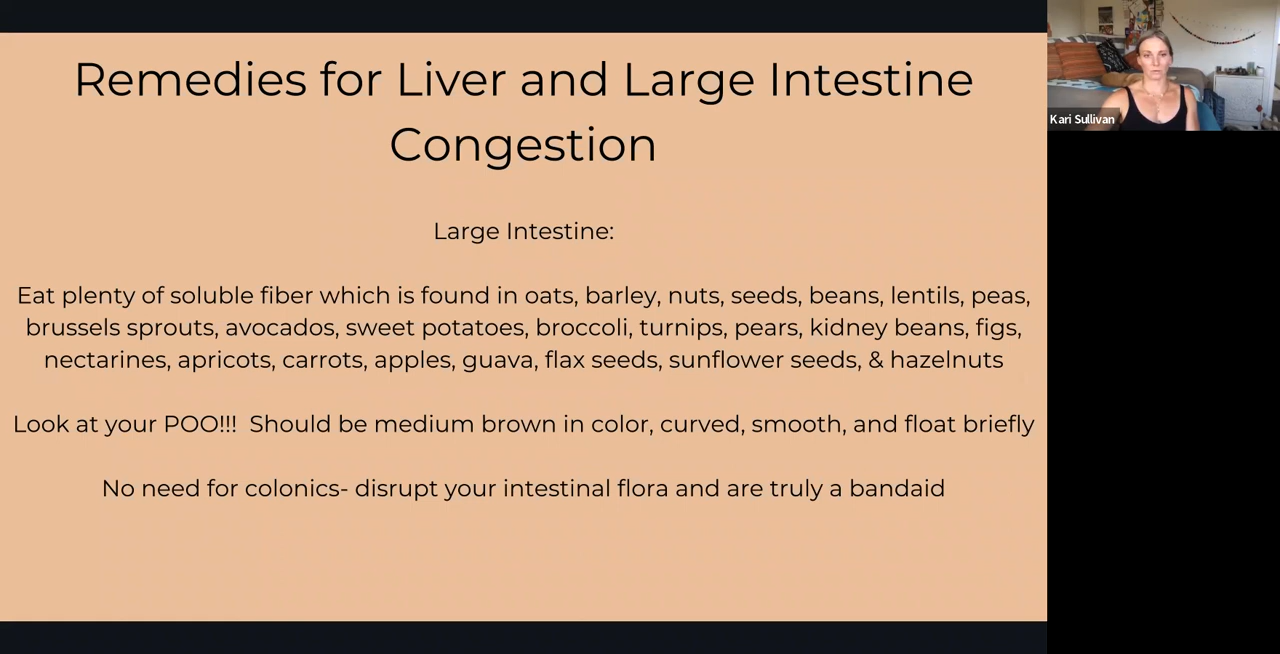 Remedies for Liver and Large Intestine
Congestion
Large Intestine:
Eat plenty of soluble fiber which is found in oats, barley, nuts, seeds, beans, lentils, peas,
brussels sprouts, avocados, sweet potatoes, broccoli, turnips, pears, kidney beans, figs,
nectarines, apricots, carrots, apples, guava, flax seeds, sunflower seeds, & hazelnuts
Look at your POO!!!  Should be medium brown in color, curved, smooth, and float briefly
No need for colonics- disrupt your intestinal flora and are truly a bandaid
Kari Sullivan